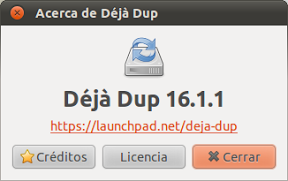 Acerca de Déjà Dup
Déjà Dup 16.1.1
https://launchpad.net/deja-dup
Créditos
Licencia
Cerrar